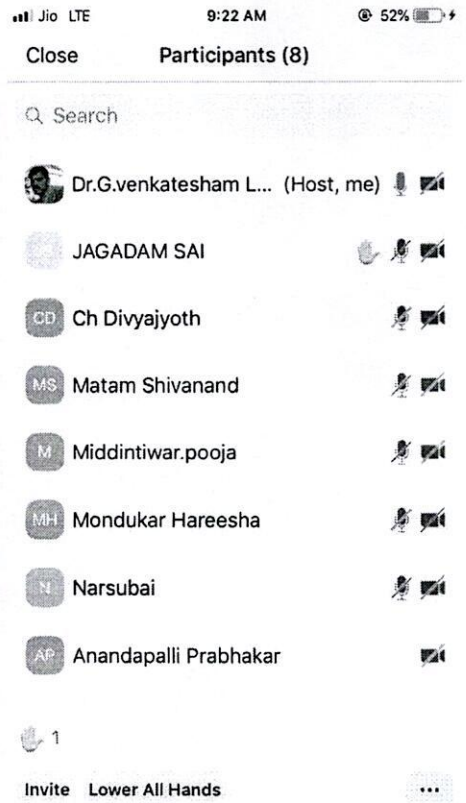 Jio LTE 9:22 AM 52%
Close Participants (8)
Search
Dr.G.venkatesham L... (Host, me)
JAGADAM SAI
CD Ch Divyajyoth
MS Matam Shivanand
M Middintiwar.pooja
MH Mondukar Hareesha
N Narsubai
AP Anandapalli Prabhakar
1
Invite Lower All Hands ...